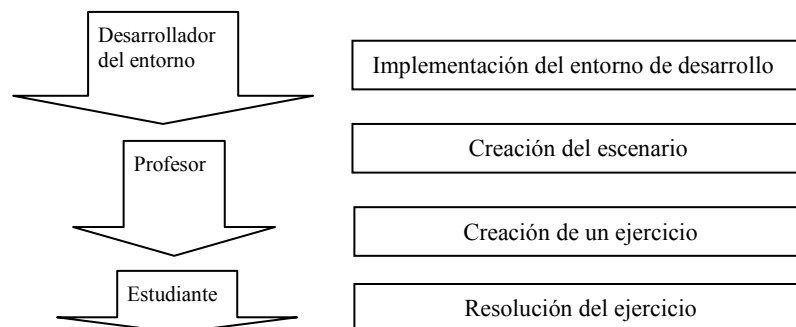 Desarrollador
del entorno
Implementación del entorno de desarrollo
Creación del escenario
Profesor
Creación de un ejercicio
Estudiante
Resolución del ejercicio